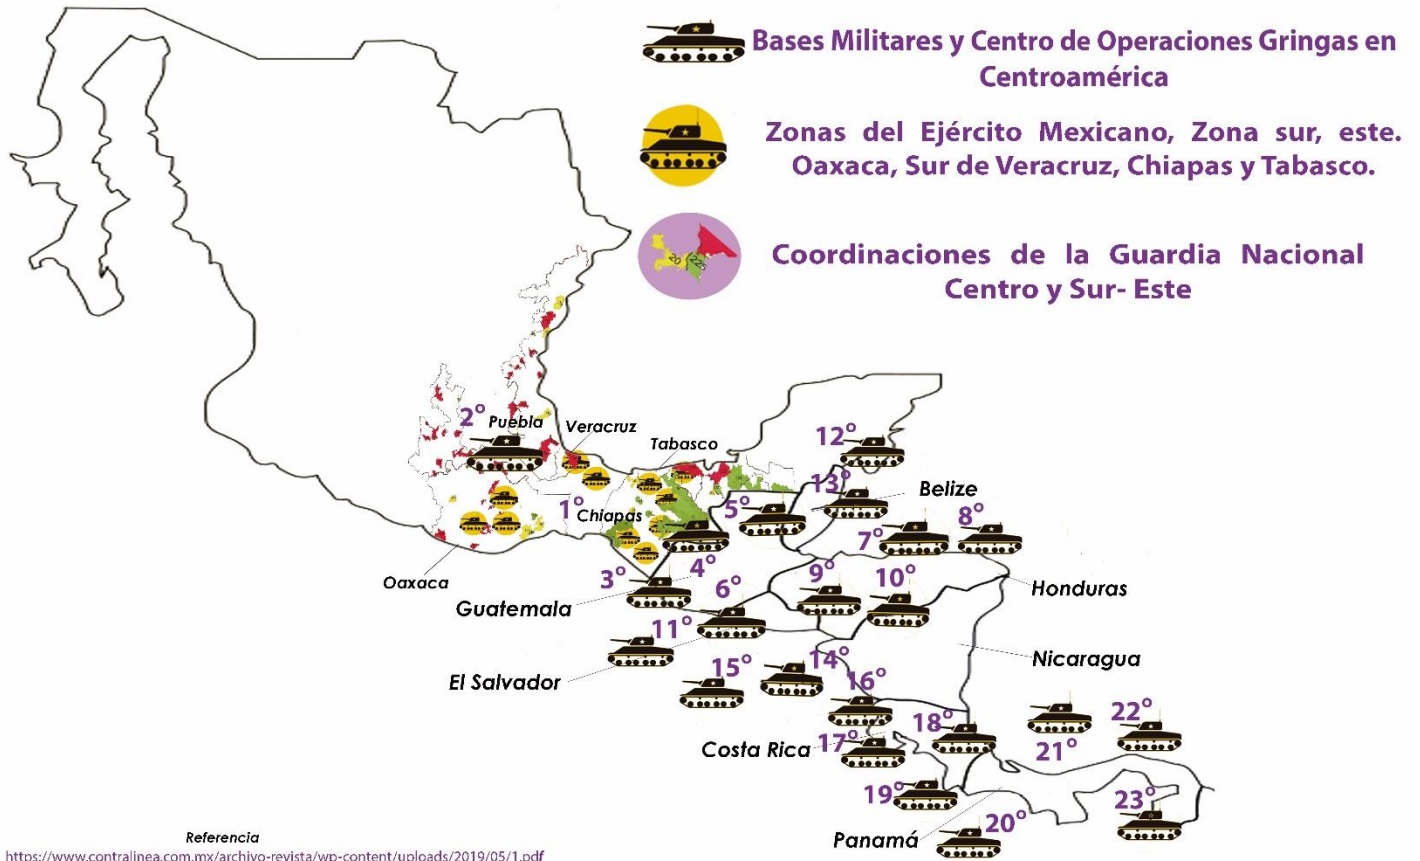 Bases Militares y Centro de Operaciones Gringas en
Centroamérica
Zonas del Ejército Mexicano, Zona sur, este.
Oaxaca, Sur de Veracruz, Chiapas y Tabasco.
20
225
Coordinaciones de la Guardia Nacional
Centro y Sur- Este
2°
Puebla
Veracruz
Tabasco
12°
13°
Belize
1°
Chiapas
5°
7°
8°
Oaxaca
3°
4°
6°
9°
10°
Honduras
Guatemala
11°
El Salvador
15°
14°
16°
Nicaragua
Costa Rica
17°
18°
21°
22°
19°
Panamá
20°
23°
Referencia
https://www.contralinea.com.mx/archivo-revista/wp-content/uploads/2019/05/1.pdf